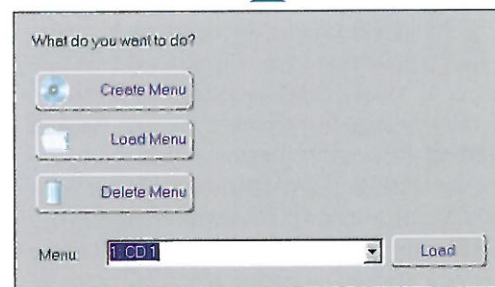 What do you want to do?
Create Menu
Load Menu
Delete Menu
Menu: 1. CD 1 Load